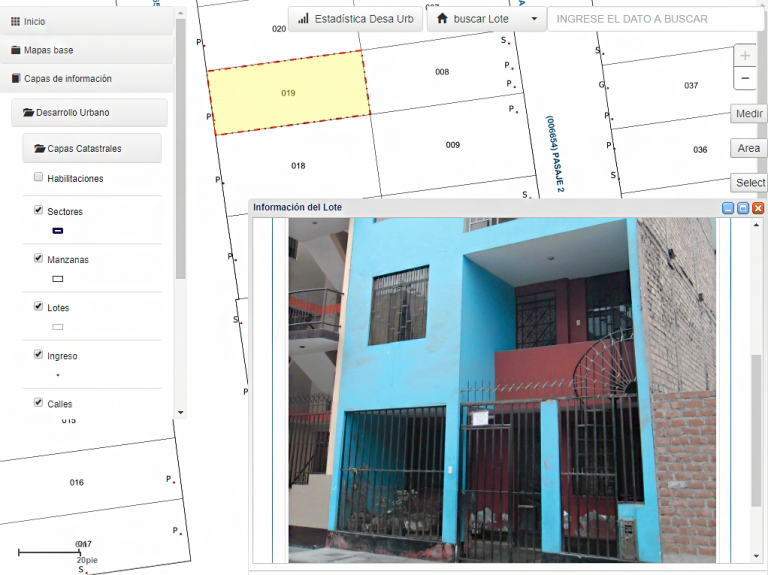 Inicio
Mapas base
Capas de información
Desarrollo Urbano
Capas Catastrales
Habilitaciones
Sectores
Manzanas
Lotes
Ingreso
Calles
Estadística Desa Urb
buscar Lote
INGRESE EL DATO A BUSCAR
+
−
Medir
Area
Select
020
P
S
008
P
P
019
P
S
G
037
P
009
P
P
036
018
P
S
S
(006654) PASAJE 2
S
P
016
P
P
017
20pie
S
Información del Lote